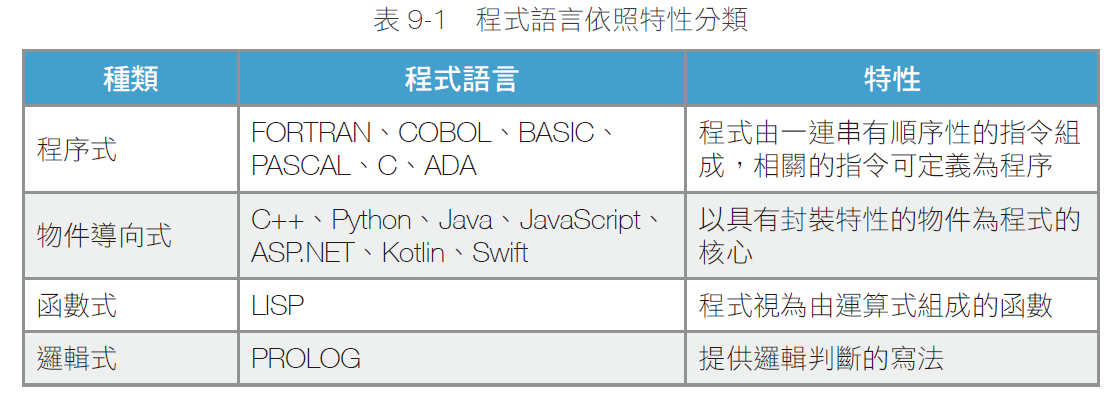 表 9-1　程式語言依照特性分類
種類　程式語言　特性
程序式
FORTRAN、COBOL、BASIC、
PASCAL、C、ADA
程式由一連串有順序性的指令組
成，相關的指令可定義為程序
物件導向式
C++、Python、Java、JavaScript、
ASP.NET、Kotlin、Swift
以具有封裝特性的物件為程式的
核心
函數式　LISP　程式視為由運算式組成的函數
邏輯式　PROLOG　提供邏輯判斷的寫法